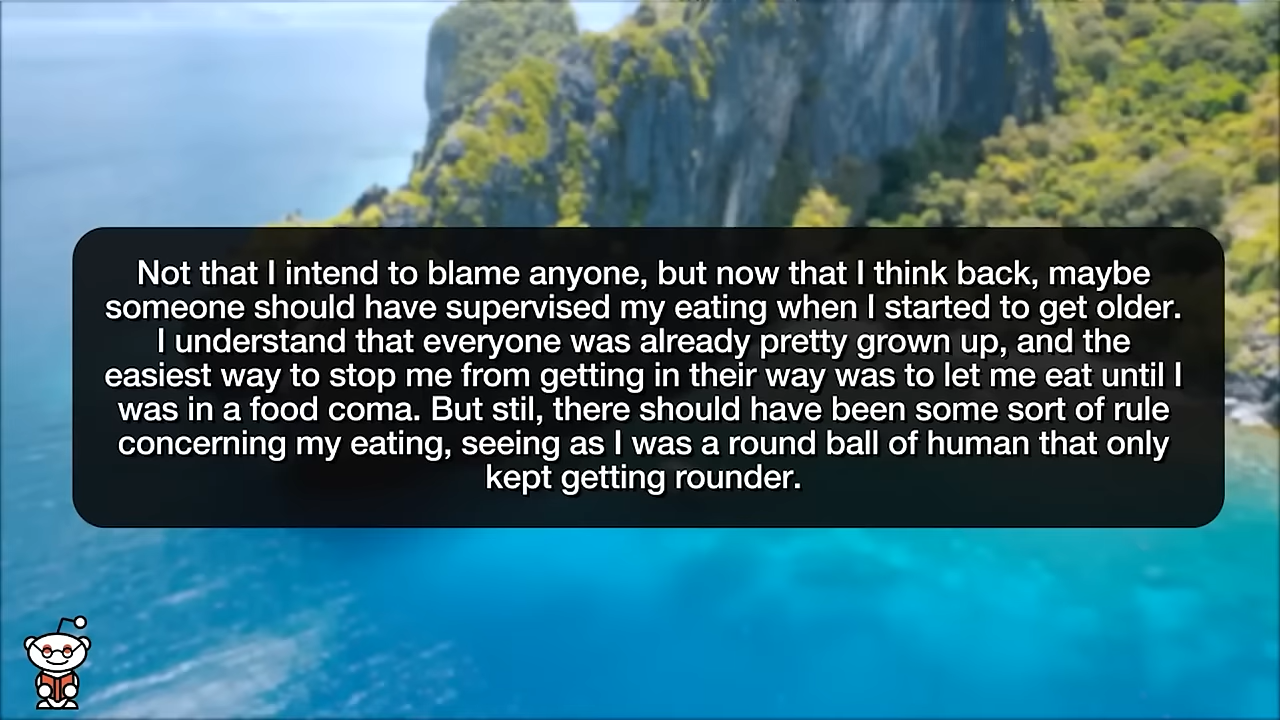 Not that I intend to blame anyone, but now that I think back, maybe
someone should have supervised my eating when I started to get older.
I understand that everyone was already pretty grown up, and the
easiest way to stop me from getting in their way was to let me eat until I
was in a food coma. But stil, there should have been some sort of rule
concerning my eating, seeing as I was a round ball of human that only
kept getting rounder.